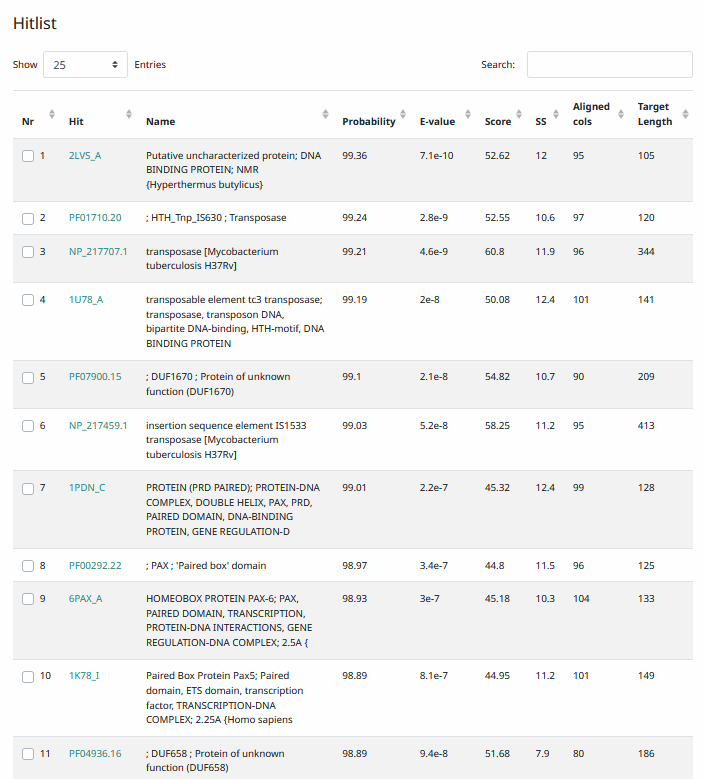 Hitlist
Show 25 Entries Search:
Nr Hit Name Probability E-value Score SS Aligned cols Target Length
1 2LVS_A Putative uncharacterized protein; DNA 99.36 7.1e-10 52.62 12 95 105
BINDING PROTEIN; NMR
{Hyperthermus butylicus}
2 PF01710.20 ; HTH_Tnp_IS630 ; Transposase 99.24 2.8e-9 52.55 10.6 97 120
3 NP_217707.1 transposase [Mycobacterium 99.21 4.6e-9 60.8 11.9 96 344
tuberculosis H37Rv]
4 1U78_A transposable element tc3 transposase; 99.19 2e-8 50.08 12.4 101 141
transposase, transposon DNA,
bipartite DNA-binding, HTH-motif, DNA
BINDING PROTEIN
5 PF07900.15 ; DUF1670 ; Protein of unknown 99.1 2.1e-8 54.82 10.7 90 209
function (DUF1670)
6 NP_217459.1 insertion sequence element IS1533 99.03 5.2e-8 58.25 11.2 95 413
transposase [Mycobacterium
tuberculosis H37Rv]
7 1PDN_C PROTEIN (PRD PAIRED); PROTEIN-DNA 99.01 2.2e-7 45.32 12.4 99 128
COMPLEX, DOUBLE HELIX, PAX, PRD,
PAIRED DOMAIN, DNA-BINDING
PROTEIN, GENE REGULATION-D
8 PF00292.22 ; PAX ; 'Paired box' domain 98.97 3.4e-7 44.8 11.5 96 125
9 6PAX_A HOMEOBOX PROTEIN PAX-6; PAX, 98.93 3e-7 45.18 10.3 104 133
PAIRED DOMAIN, TRANSCRIPTION,
PROTEIN-DNA INTERACTIONS, GENE
REGULATION-DNA COMPLEX; 2.5A {
10 1K78_I Paired Box Protein Pax5; Paired 98.89 8.1e-7 44.95 11.2 101 149
domain, ETS domain, transcription
factor, TRANSCRIPTION-DNA
COMPLEX; 2.25A {Homo sapiens
11 PF04936.16 ; DUF658 ; Protein of unknown 98.89 9.4e-8 51.68 7.9 80 186
function (DUF658)